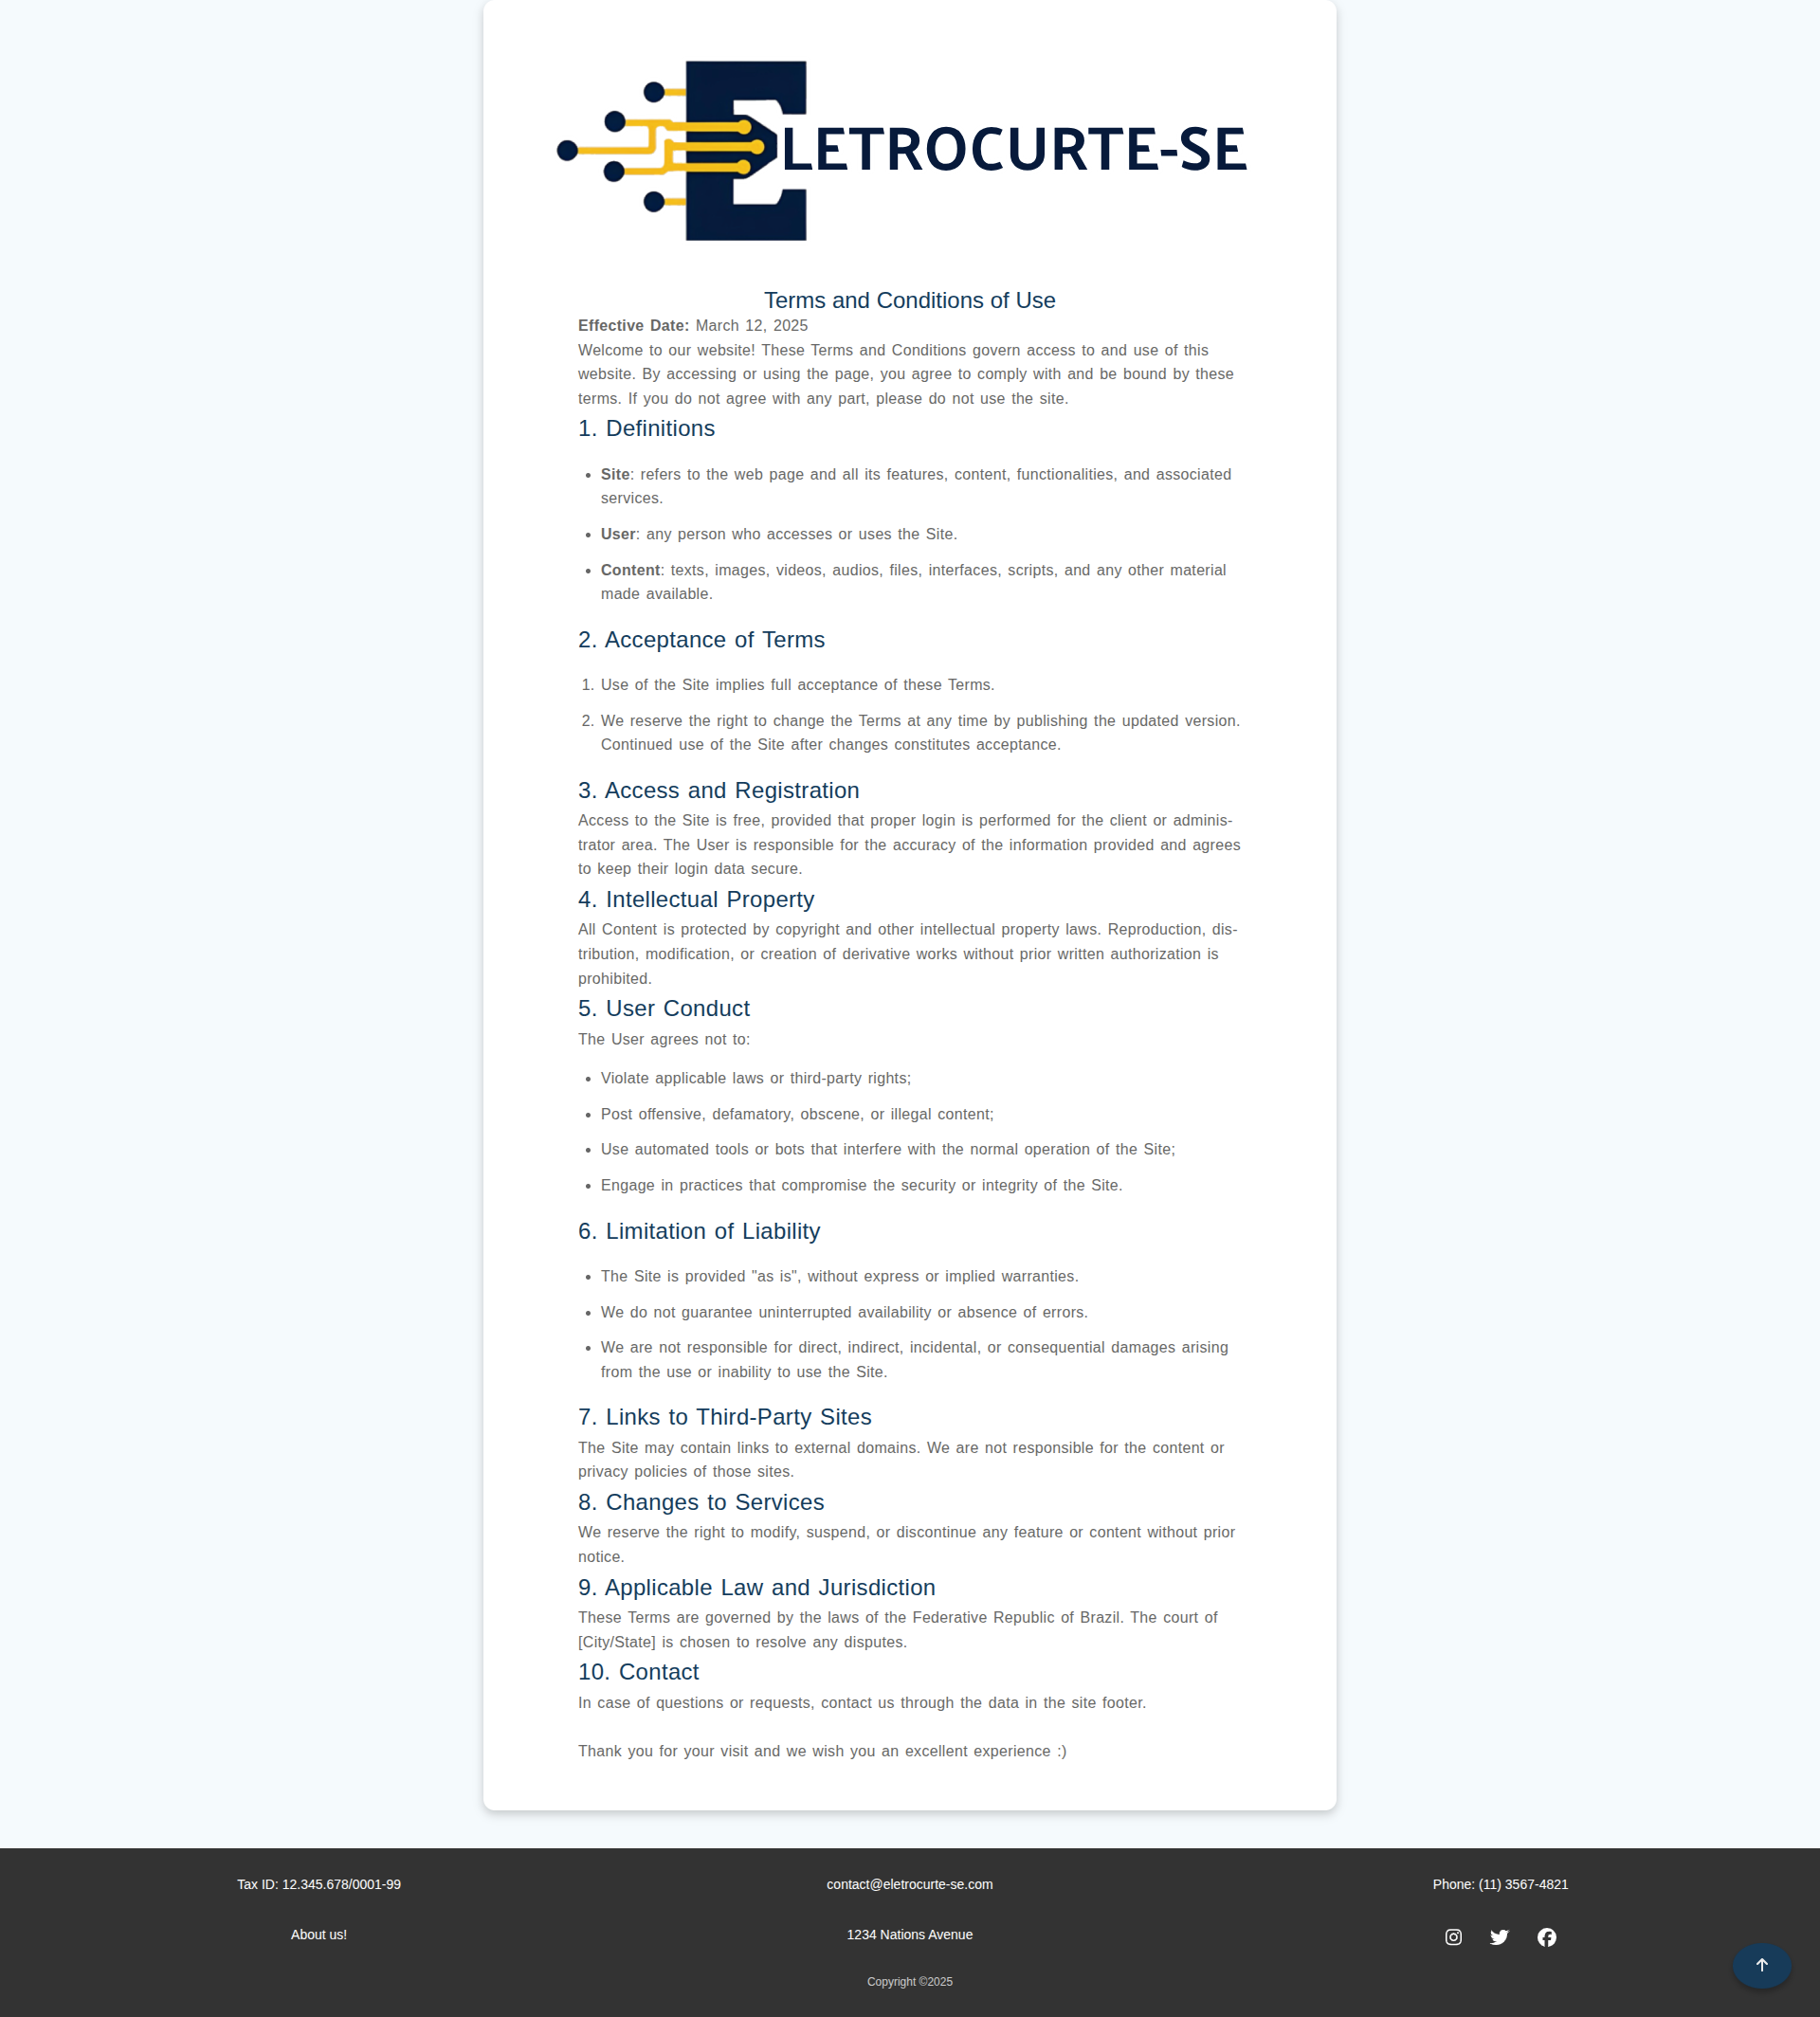 ELETROCURTE-SE
Terms and Conditions of Use
Effective Date: March 12, 2025
Welcome to our website! These Terms and Conditions govern access to and use of this
website. By accessing or using the page, you agree to comply with and be bound by these
terms. If you do not agree with any part, please do not use the site.
1. Definitions
• Site: refers to the web page and all its features, content, functionalities, and associated
services.
• User: any person who accesses or uses the Site.
• Content: texts, images, videos, audios, files, interfaces, scripts, and any other material
made available.
2. Acceptance of Terms
1. Use of the Site implies full acceptance of these Terms.
2. We reserve the right to change the Terms at any time by publishing the updated version.
Continued use of the Site after changes constitutes acceptance.
3. Access and Registration
Access to the Site is free, provided that proper login is performed for the client or adminis-
trator area. The User is responsible for the accuracy of the information provided and agrees
to keep their login data secure.
4. Intellectual Property
All Content is protected by copyright and other intellectual property laws. Reproduction, dis-
tribution, modification, or creation of derivative works without prior written authorization is
prohibited.
5. User Conduct
The User agrees not to:
• Violate applicable laws or third-party rights;
• Post offensive, defamatory, obscene, or illegal content;
• Use automated tools or bots that interfere with the normal operation of the Site;
• Engage in practices that compromise the security or integrity of the Site.
6. Limitation of Liability
• The Site is provided "as is", without express or implied warranties.
• We do not guarantee uninterrupted availability or absence of errors.
• We are not responsible for direct, indirect, incidental, or consequential damages arising
from the use or inability to use the Site.
7. Links to Third-Party Sites
The Site may contain links to external domains. We are not responsible for the content or
privacy policies of those sites.
8. Changes to Services
We reserve the right to modify, suspend, or discontinue any feature or content without prior
notice.
9. Applicable Law and Jurisdiction
These Terms are governed by the laws of the Federative Republic of Brazil. The court of
[City/State] is chosen to resolve any disputes.
10. Contact
In case of questions or requests, contact us through the data in the site footer.
Thank you for your visit and we wish you an excellent experience :)
Tax ID: 12.345.678/0001-99
contact@eletrocurte-se.com
Phone: (11) 3567-4821
About us!
1234 Nations Avenue
Copyright ©2025